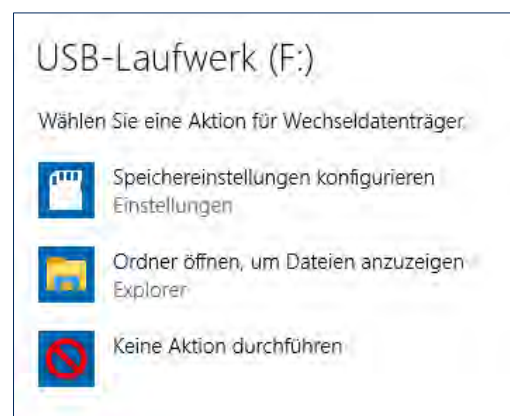 USB-Laufwerk (F:)
Wählen Sie eine Aktion für Wechseldatenträger.
Speichereinstellungen konfigurieren
Einstellungen
Ordner öffnen, um Dateien anzuzeigen
Explorer
Keine Aktion durchführen